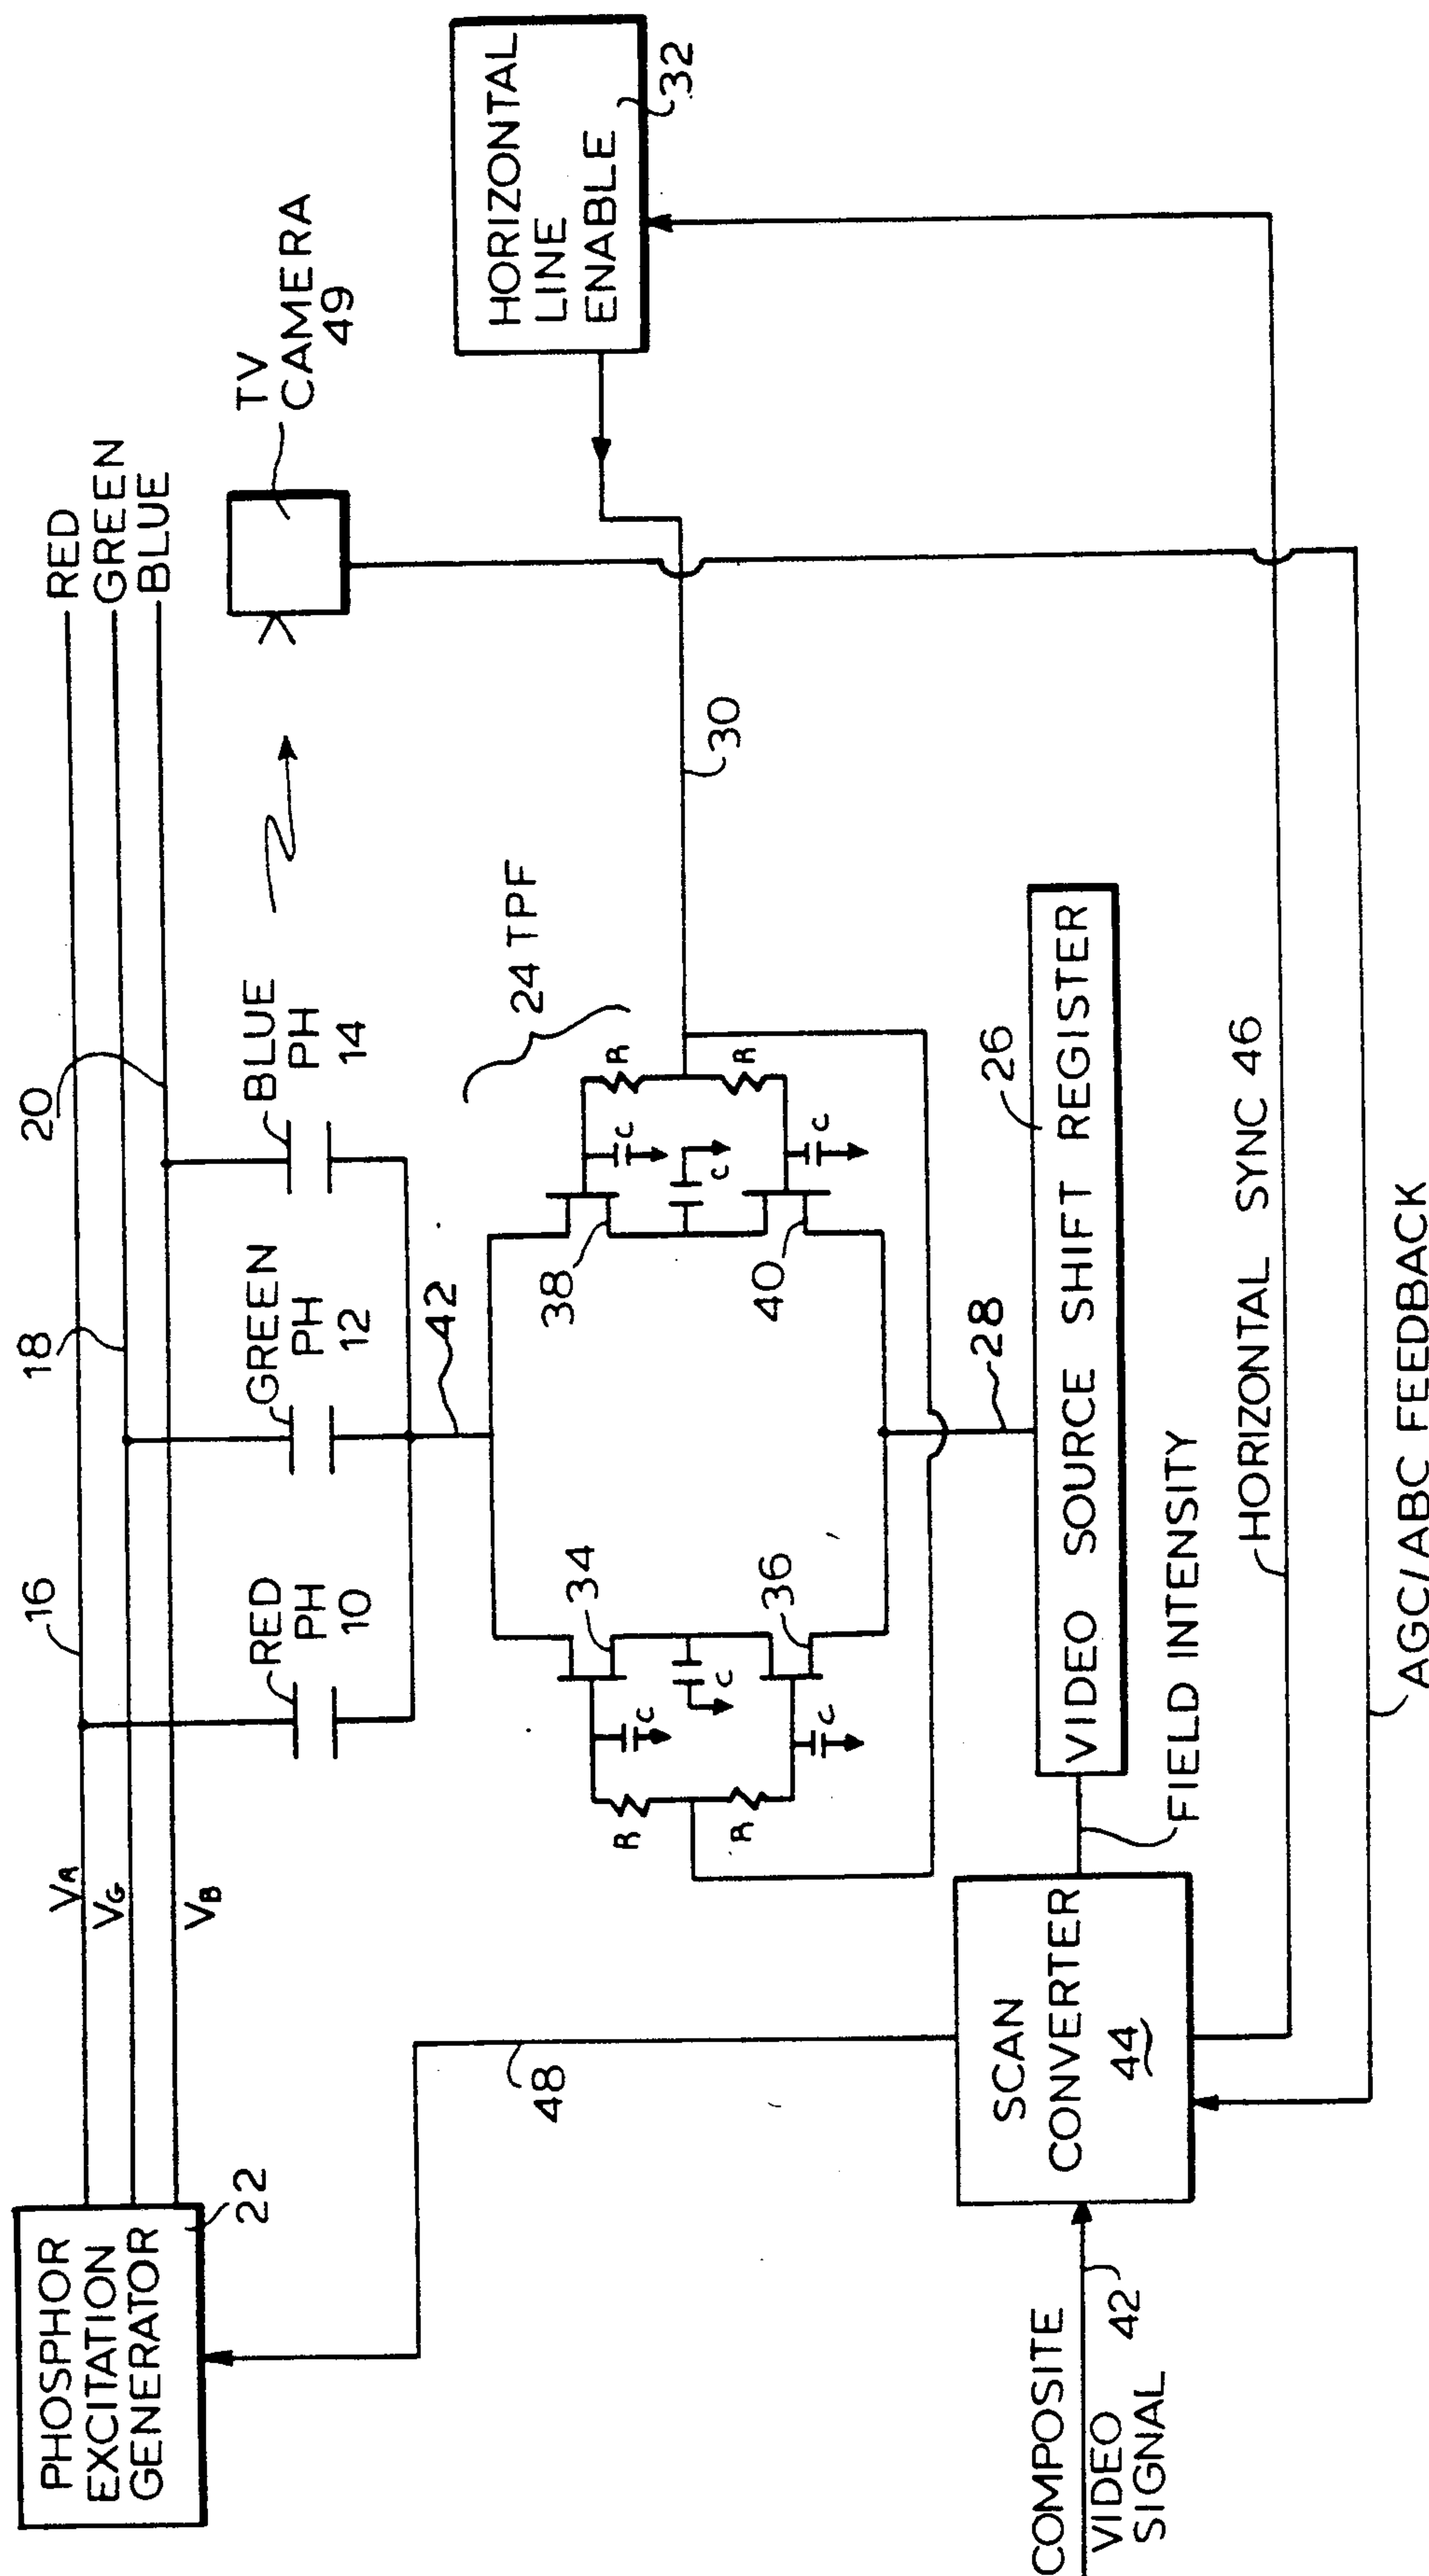 PHOSPHOR
EXCITATION
GENERATOR
22
VR
VG
VB
16
18
20
RED
GREEN
BLUE
RED
PH
10
GREEN
PH
12
BLUE
PH
14
TV
CAMERA
49
42
24 TPF
34
36
38
40
R
R
C
C
C
R
R
C
C
C
30
HORIZONTAL
LINE
ENABLE
32
28
26
VIDEO SOURCE SHIFT REGISTER
FIELD INTENSITY
48
SCAN
CONVERTER
44
COMPOSITE
VIDEO
SIGNAL
42
HORIZONTAL SYNC 46
AGC/ABC FEEDBACK